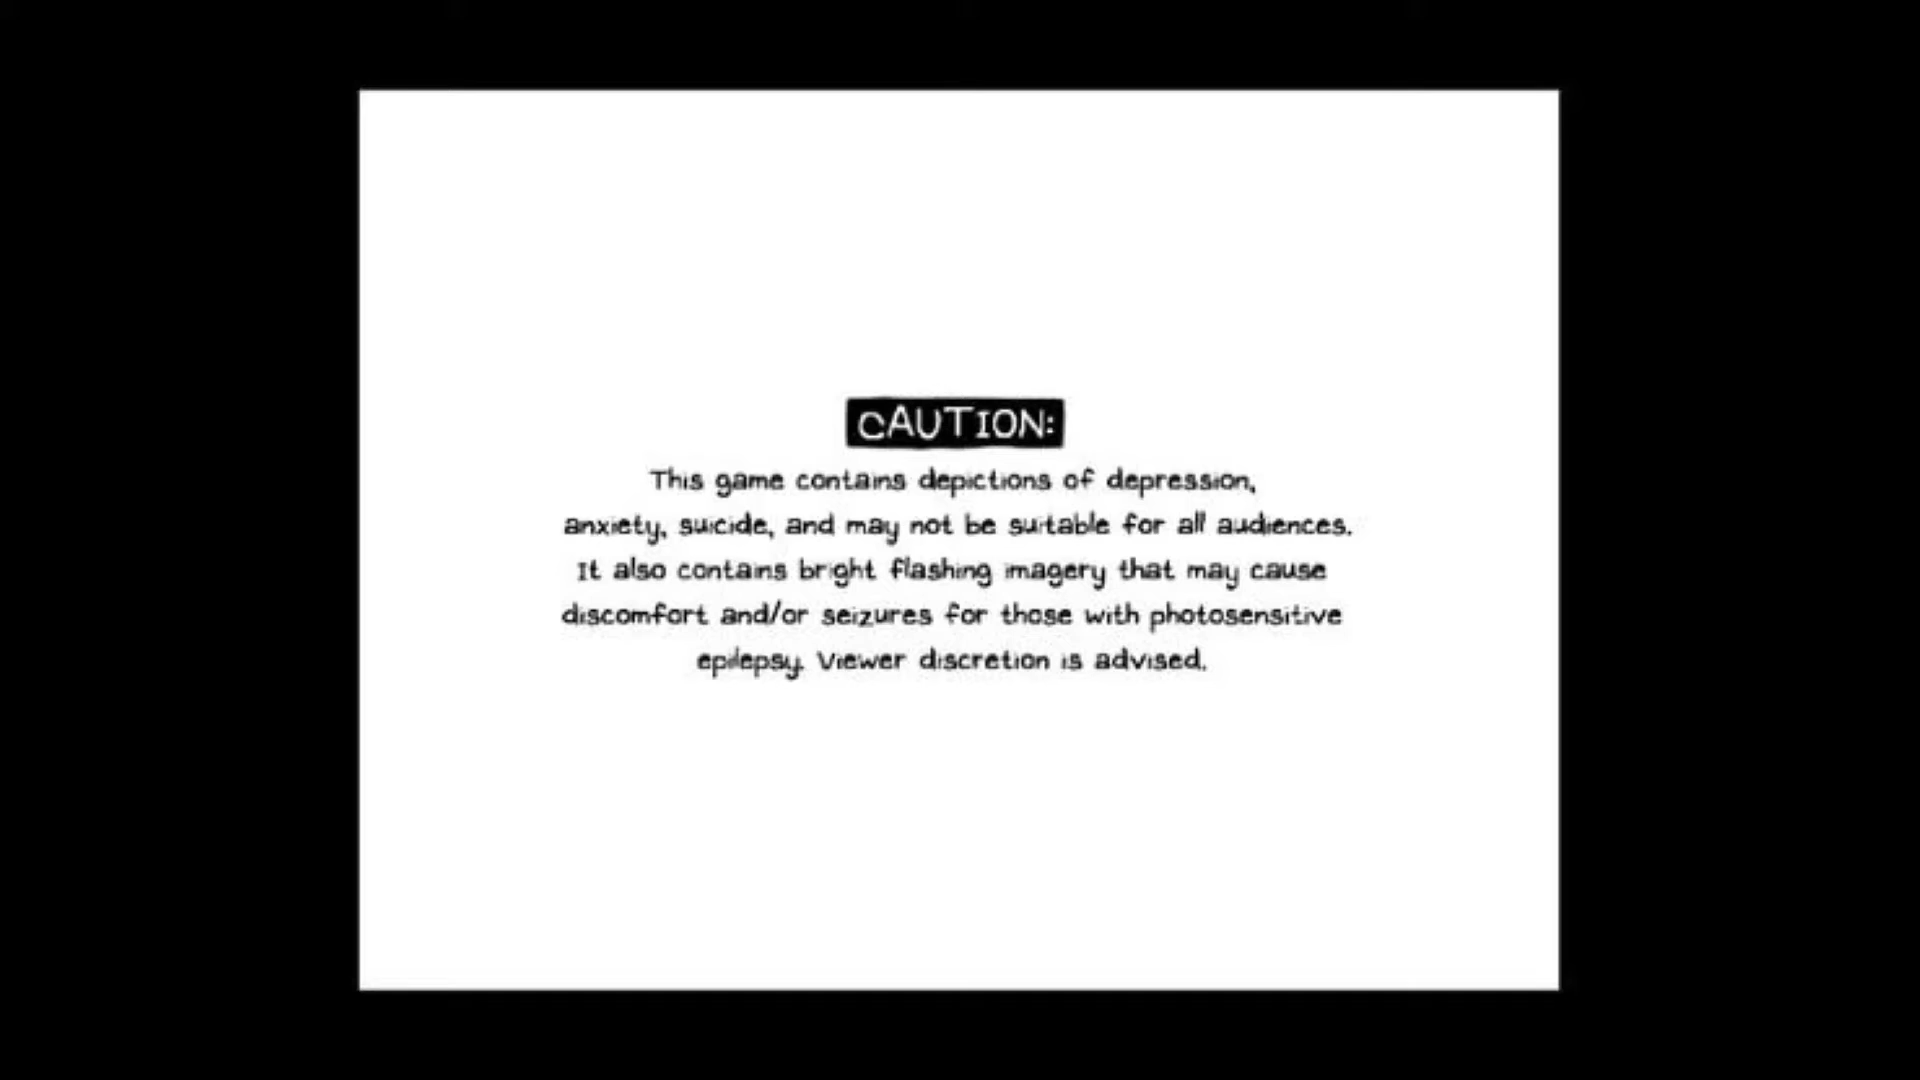 CAUTION:
This game contains depictions of depression,
anxiety, suicide, and may not be suitable for all audiences.
It also contains bright flashing imagery that may cause
discomfort and/or seizures for those with photosensitive
epilepsy. Viewer discretion is advised.